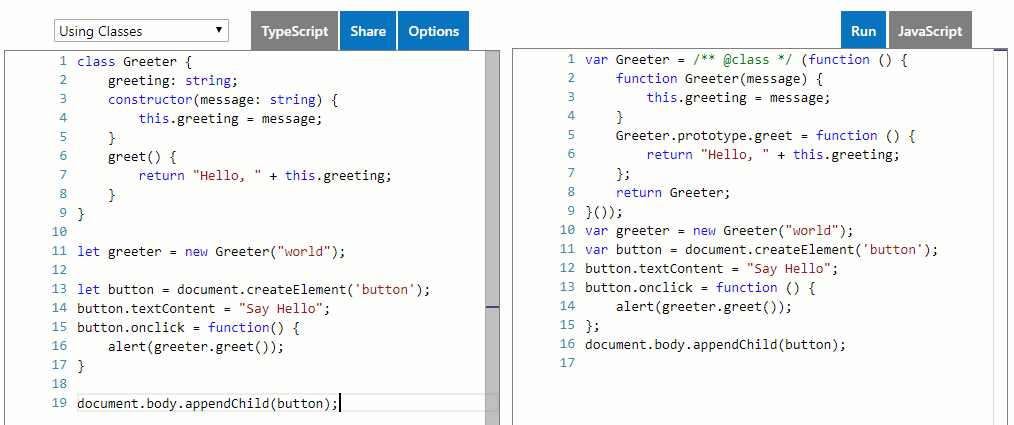 Using Classes
TypeScript Share Options
1 class Greeter {
2     greeting: string;
3     constructor(message: string) {
4         this.greeting = message;
5     }
6     greet() {
7         return "Hello, " + this.greeting;
8     }
9 }
10
11 let greeter = new Greeter("world");
12
13 let button = document.createElement('button');
14 button.textContent = "Say Hello";
15 button.onclick = function() {
16     alert(greeter.greet());
17 }
18
19 document.body.appendChild(button);
Run JavaScript
1 var Greeter = /** @class */ (function () {
2     function Greeter(message) {
3         this.greeting = message;
4     }
5     Greeter.prototype.greet = function () {
6         return "Hello, " + this.greeting;
7     };
8     return Greeter;
9 }());
10 var greeter = new Greeter("world");
11 var button = document.createElement('button');
12 button.textContent = "Say Hello";
13 button.onclick = function () {
14     alert(greeter.greet());
15 };
16 document.body.appendChild(button);
17